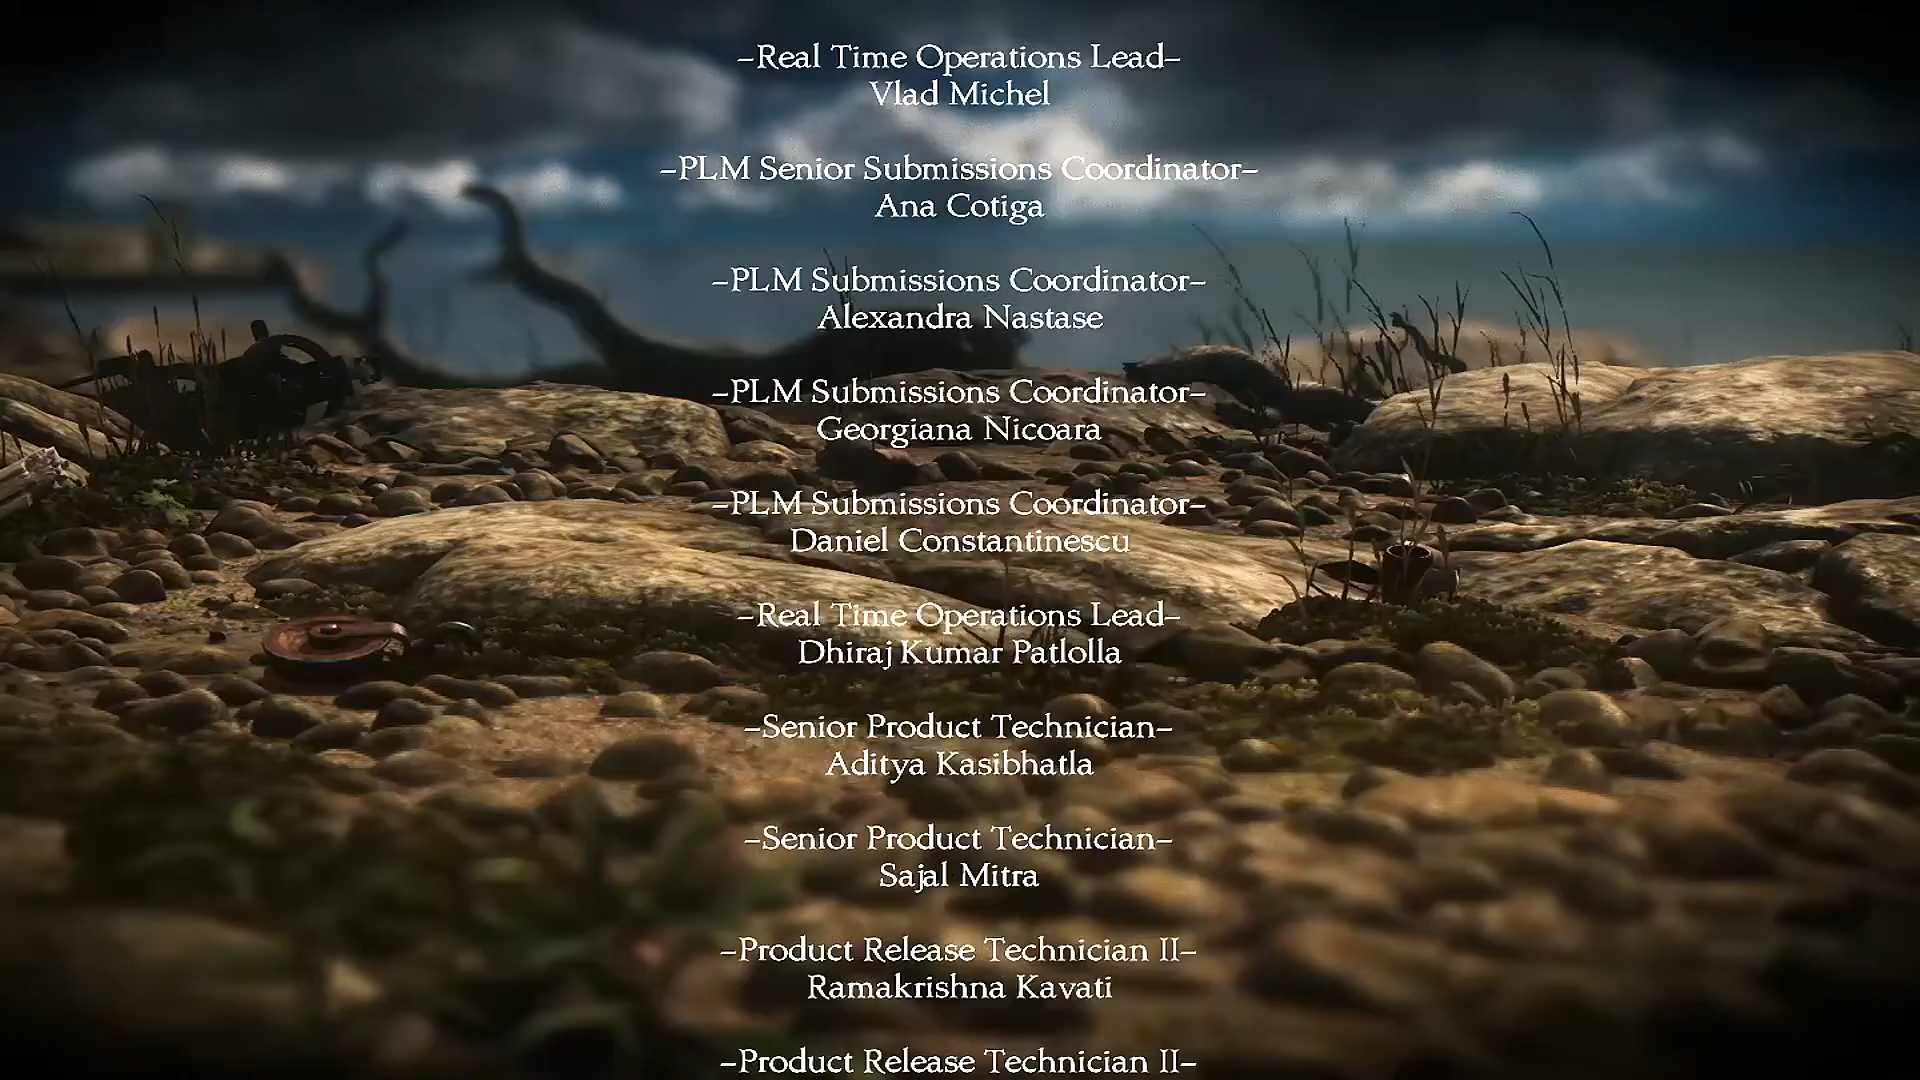 –Real Time Operations Lead–
Vlad Michel
–PLM Senior Submissions Coordinator–
Ana Cotiga
–PLM Submissions Coordinator–
Alexandra Nastase
–PLM Submissions Coordinator–
Georgiana Nicoara
–PLM Submissions Coordinator–
Daniel Constantinescu
–Real Time Operations Lead–
Dhiraj Kumar Patlolla
–Senior Product Technician–
Aditya Kasibhatla
–Senior Product Technician–
Sajal Mitra
–Product Release Technician II–
Ramakrishna Kavati
–Product Release Technician II–